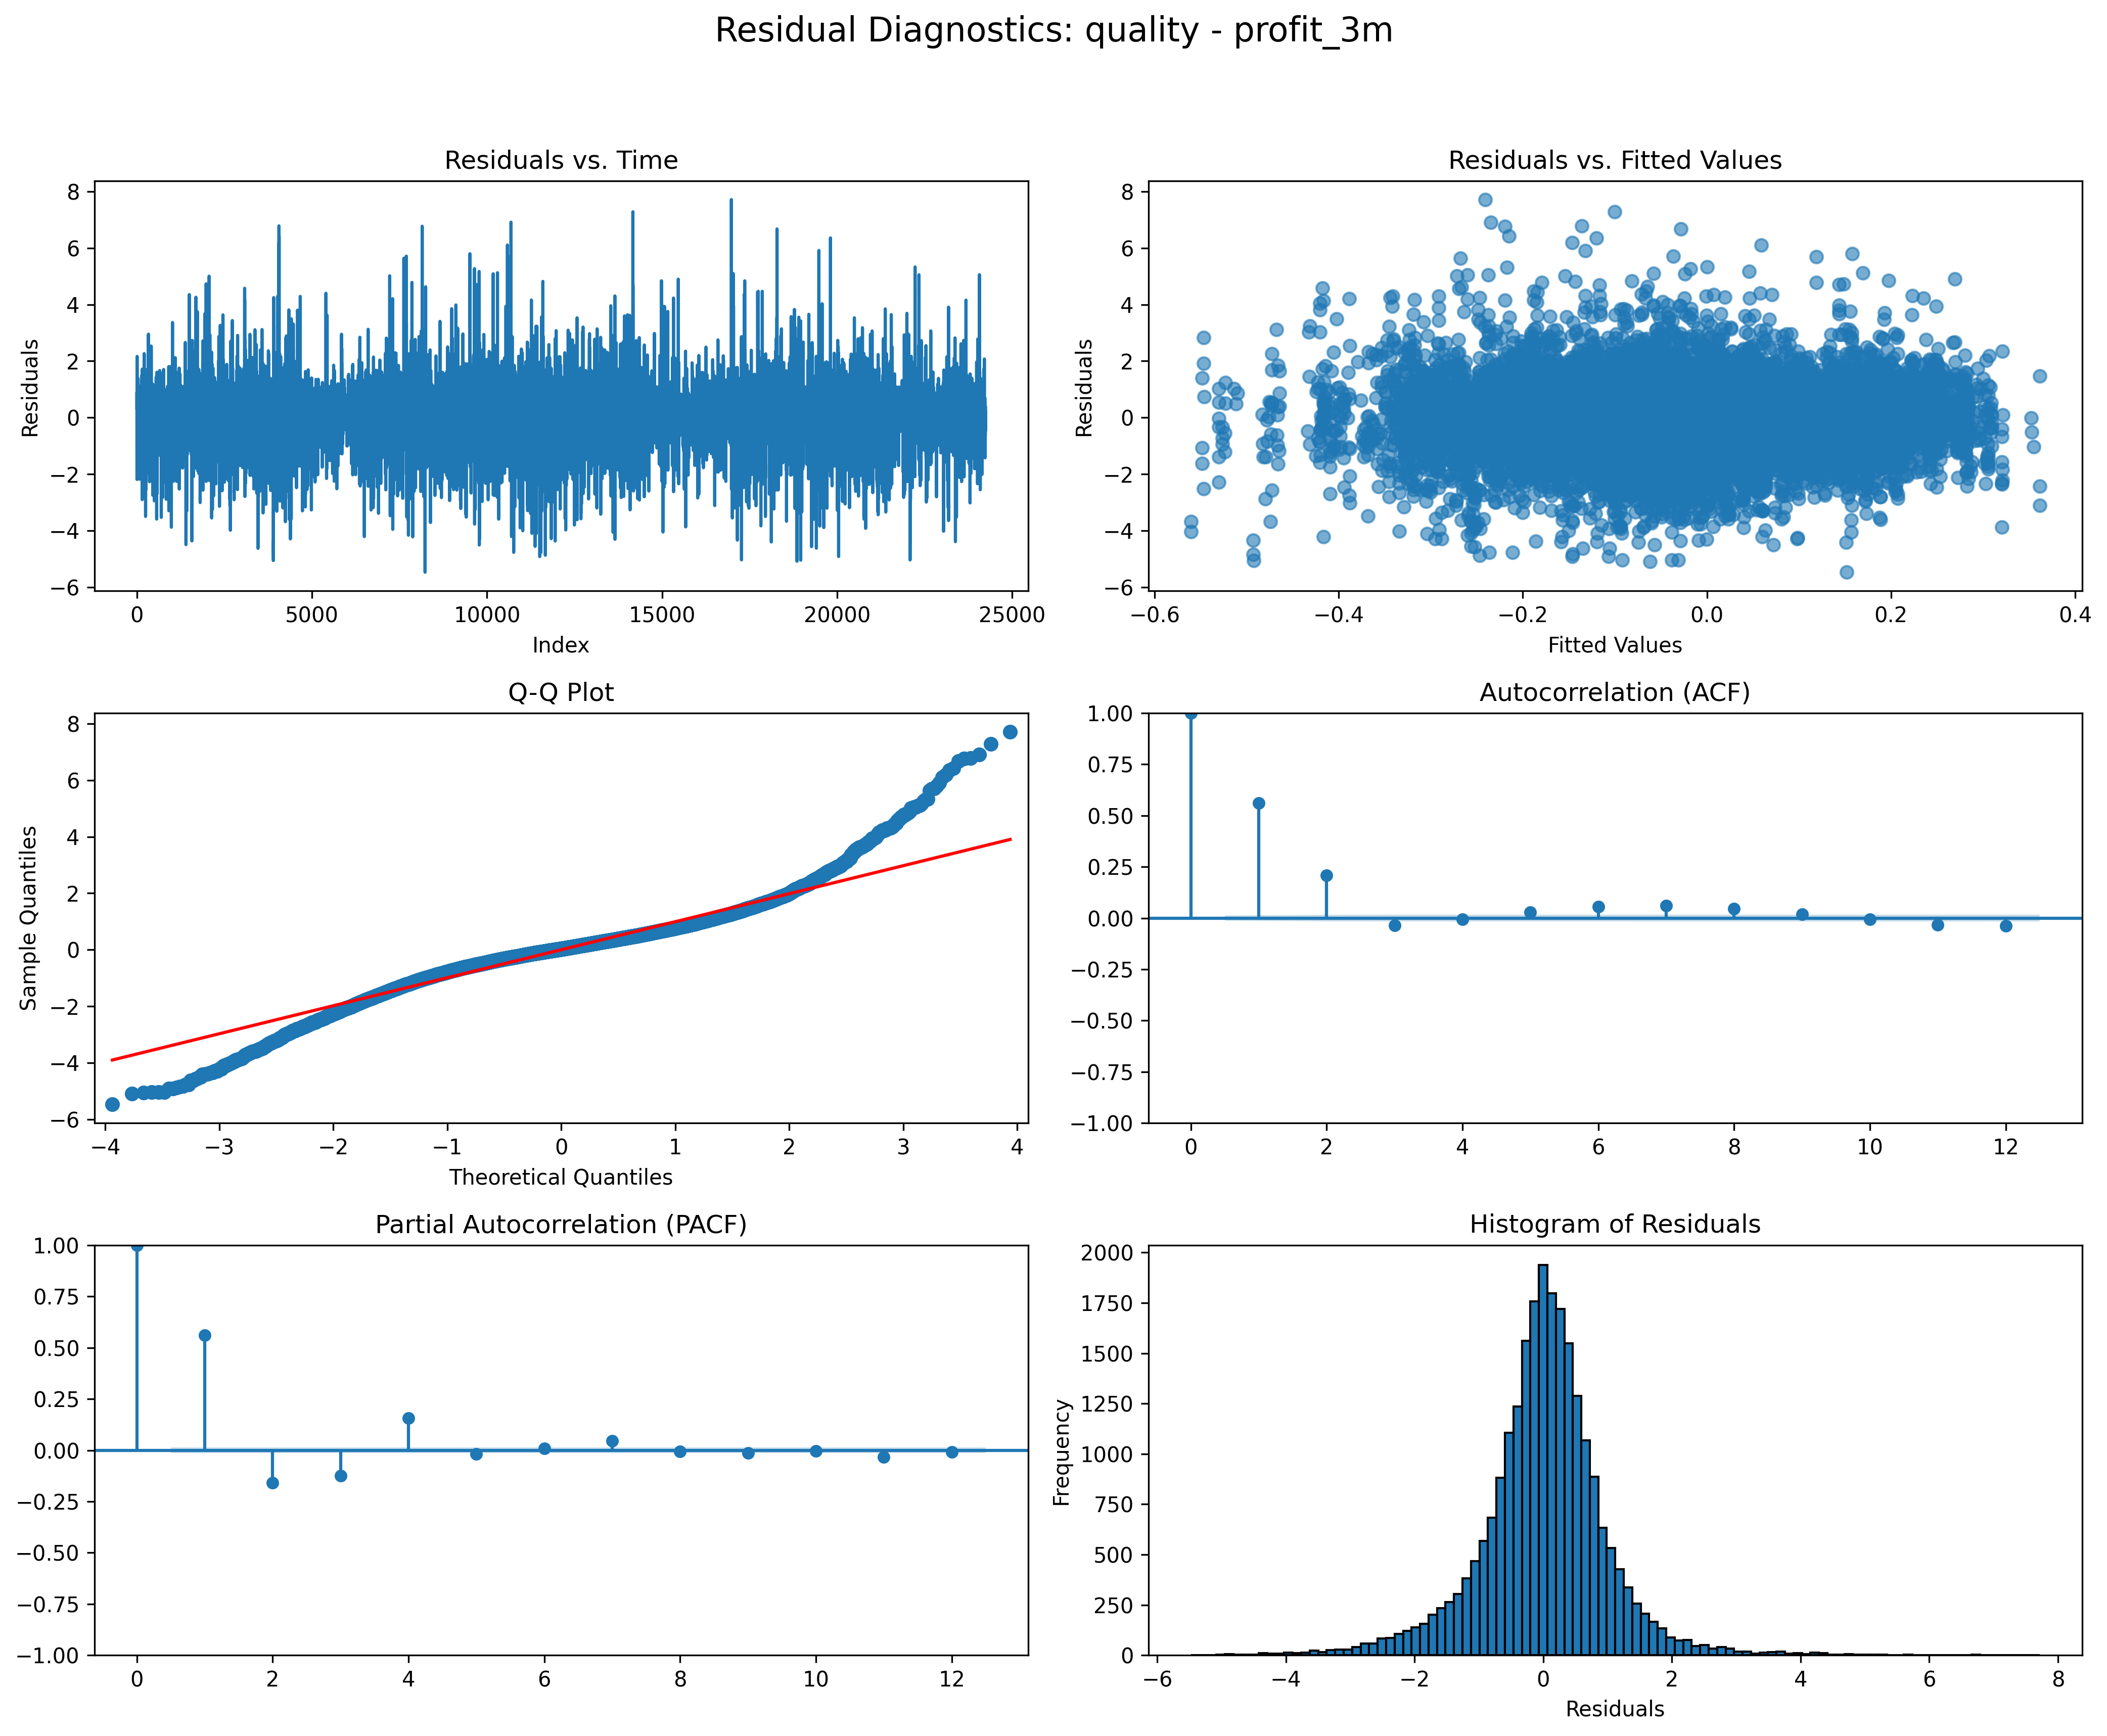 Residual Diagnostics: quality - profit_3m
Residuals vs. Time
8
6
4
2
0
−2
−4
−6
Residuals
0 5000 10000 15000 20000 25000
Index
Residuals vs. Fitted Values
8
6
4
2
0
−2
−4
−6
Residuals
−0.6 −0.4 −0.2 0.0 0.2 0.4
Fitted Values
Q-Q Plot
8
6
4
2
0
−2
−4
−6
Sample Quantiles
−4 −3 −2 −1 0 1 2 3 4
Theoretical Quantiles
Autocorrelation (ACF)
1.00
0.75
0.50
0.25
0.00
−0.25
−0.50
−0.75
−1.00
0 2 4 6 8 10 12
Partial Autocorrelation (PACF)
1.00
0.75
0.50
0.25
0.00
−0.25
−0.50
−0.75
−1.00
0 2 4 6 8 10 12
Histogram of Residuals
2000
1750
1500
1250
1000
750
500
250
0
Frequency
−6 −4 −2 0 2 4 6 8
Residuals